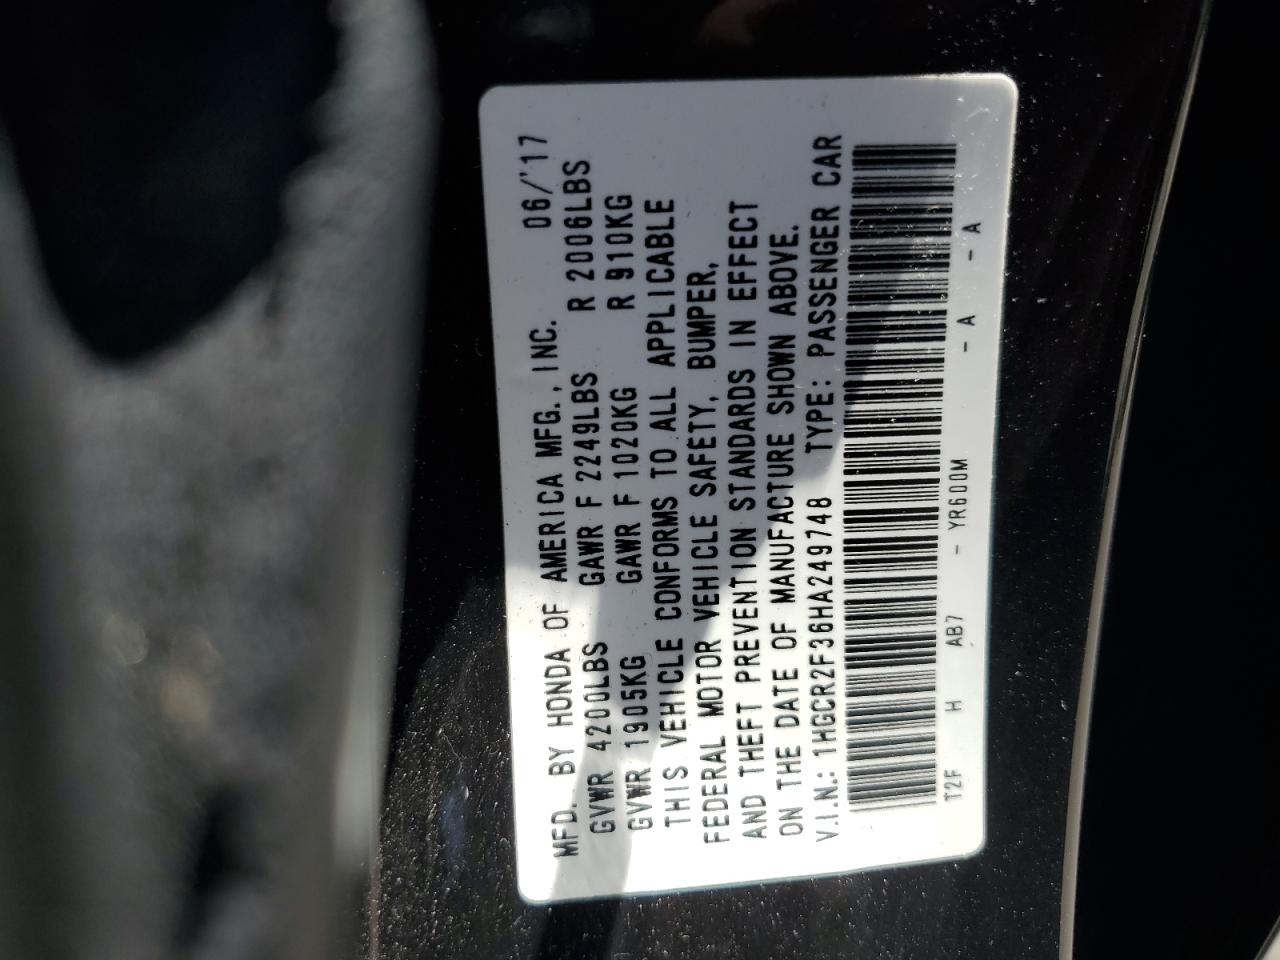 MFD. BY HONDA OF AMERICA MFG., INC. 06/'17
GVWR 4200LBS GAWR F 2249LBS R 2006LBS
GVWR 1905KG GAWR F 1020KG R 910KG
THIS VEHICLE CONFORMS TO ALL APPLICABLE
FEDERAL MOTOR VEHICLE SAFETY, BUMPER,
AND THEFT PREVENTION STANDARDS IN EFFECT
ON THE DATE OF MANUFACTURE SHOWN ABOVE.
V.I.N.: 1HGCR2F36HA249748 TYPE: PASSENGER CAR
T2F H AB7 - YR600M - A - A